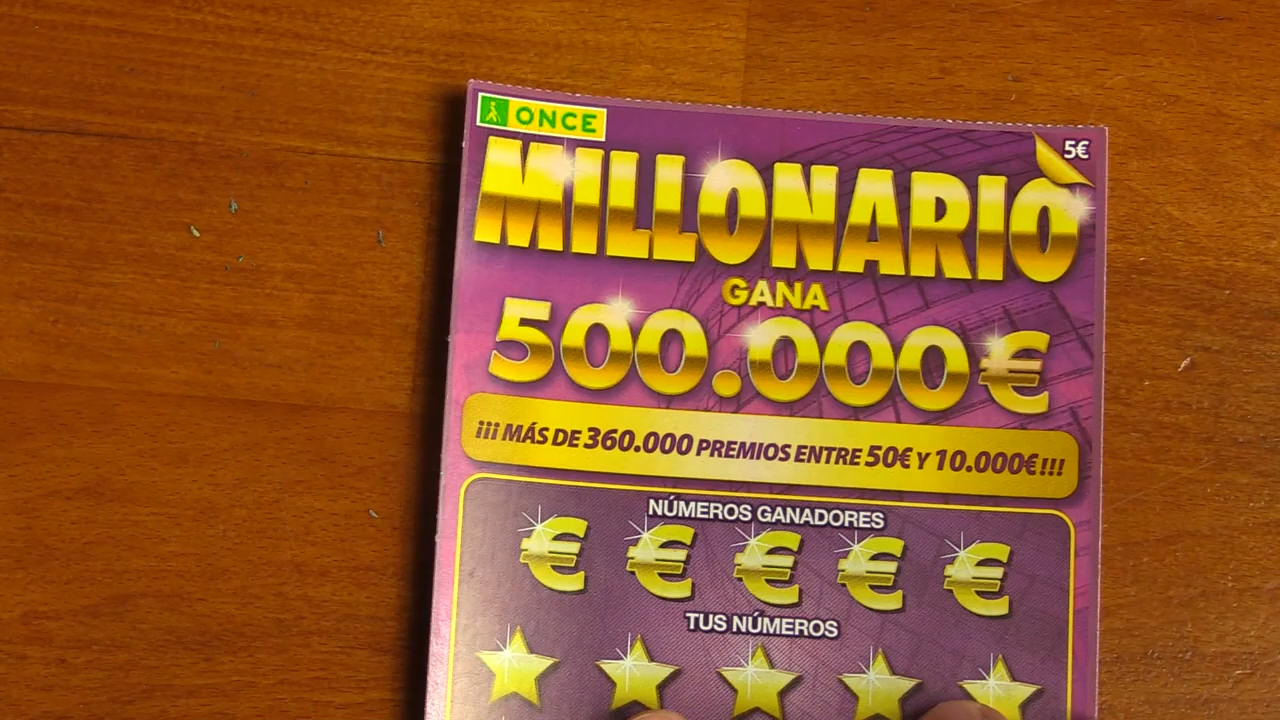 ONCE
5€
MILLONARIO
GANA
500.000€
¡¡¡ MÁS DE 360.000 PREMIOS ENTRE 50€ Y 10.000€ !!!
NÚMEROS GANADORES
€ € € € €
TUS NÚMEROS